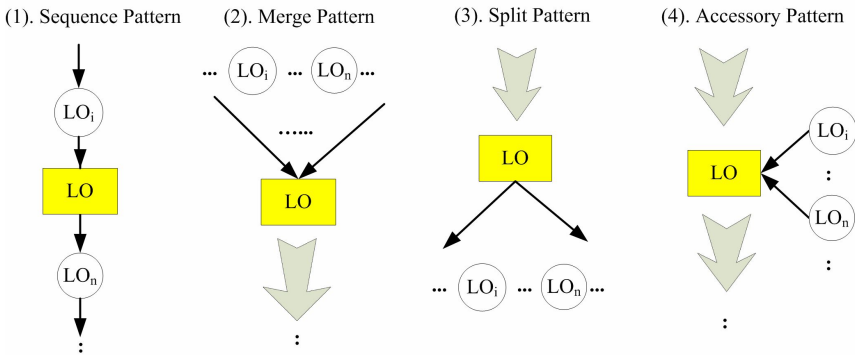 (1). Sequence Pattern
LOi
LO
LOn
:
(2). Merge Pattern
... LOi ... LOn ...
......
LO
:
(3). Split Pattern
LO
... LOi ... LOn ...
(4). Accessory Pattern
LO
LOi
:
LOn
:
: